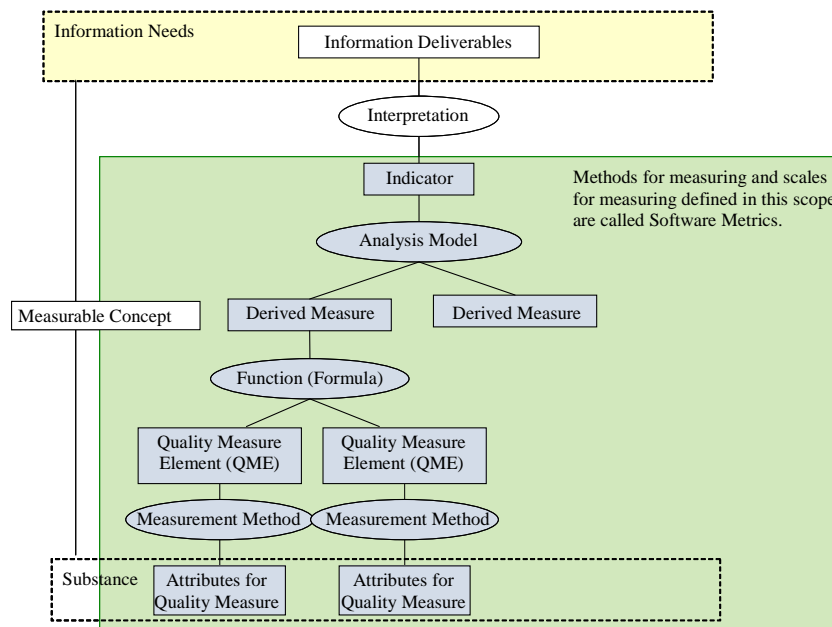 Information Needs
Information Deliverables
Interpretation
Indicator
Methods for measuring and scales
for measuring defined in this scope
are called Software Metrics.
Analysis Model
Measurable Concept
Derived Measure
Derived Measure
Function (Formula)
Quality Measure
Element (QME)
Quality Measure
Element (QME)
Measurement Method
Measurement Method
Substance
Attributes for
Quality Measure
Attributes for
Quality Measure